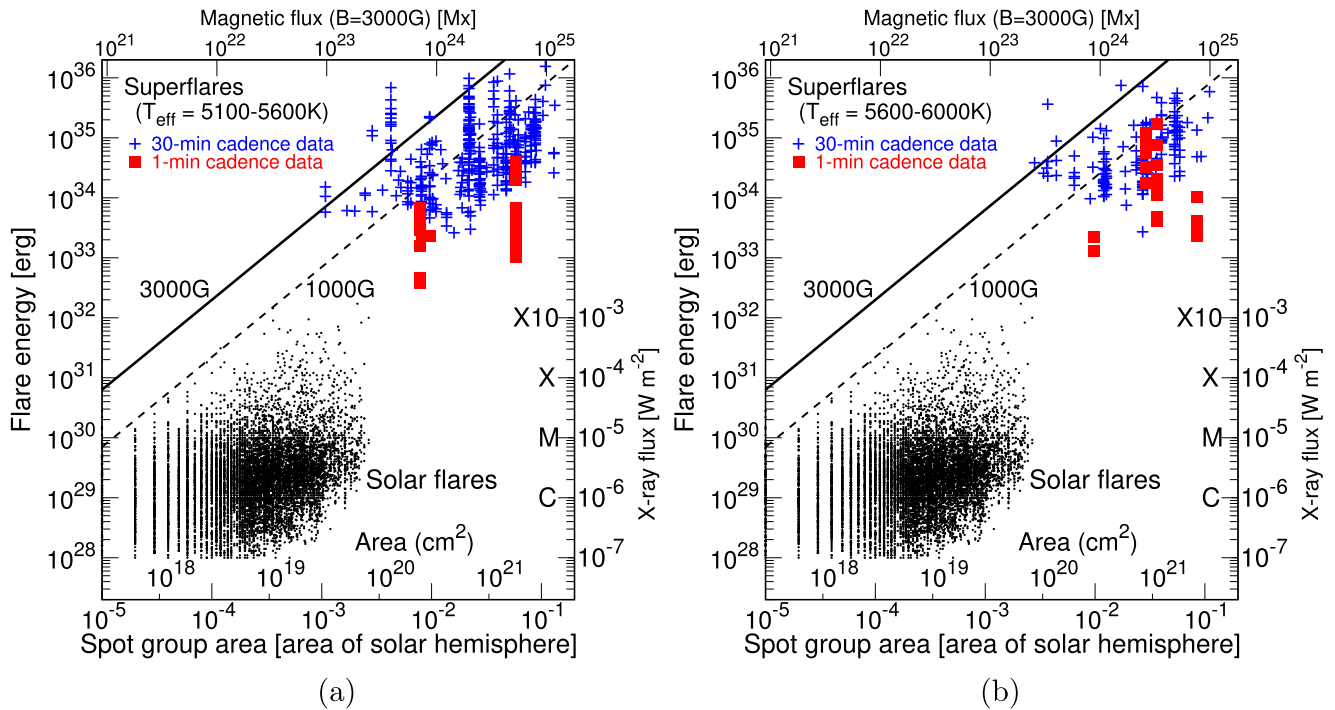 Magnetic flux (B=3000G) [Mx]
10^21 10^22 10^23 10^24 10^25
10^36
10^35
10^34
10^33
10^32
10^31
10^30
10^29
10^28
Flare energy [erg]
Superflares
(T_eff = 5100-5600K)
+ 30-min cadence data
1-min cadence data
3000G
1000G
X10
X
M
C
10^-3
10^-4
10^-5
10^-6
10^-7
X-ray flux [W m^-2]
Solar flares
Area (cm^2)
10^18 10^19 10^20 10^21
10^-5 10^-4 10^-3 10^-2 10^-1
Spot group area [area of solar hemisphere]
(a)
Magnetic flux (B=3000G) [Mx]
10^21 10^22 10^23 10^24 10^25
10^36
10^35
10^34
10^33
10^32
10^31
10^30
10^29
10^28
Flare energy [erg]
Superflares
(T_eff = 5600-6000K)
+ 30-min cadence data
1-min cadence data
3000G
1000G
X10
X
M
C
10^-3
10^-4
10^-5
10^-6
10^-7
X-ray flux [W m^-2]
Solar flares
Area (cm^2)
10^18 10^19 10^20 10^21
10^-5 10^-4 10^-3 10^-2 10^-1
Spot group area [area of solar hemisphere]
(b)